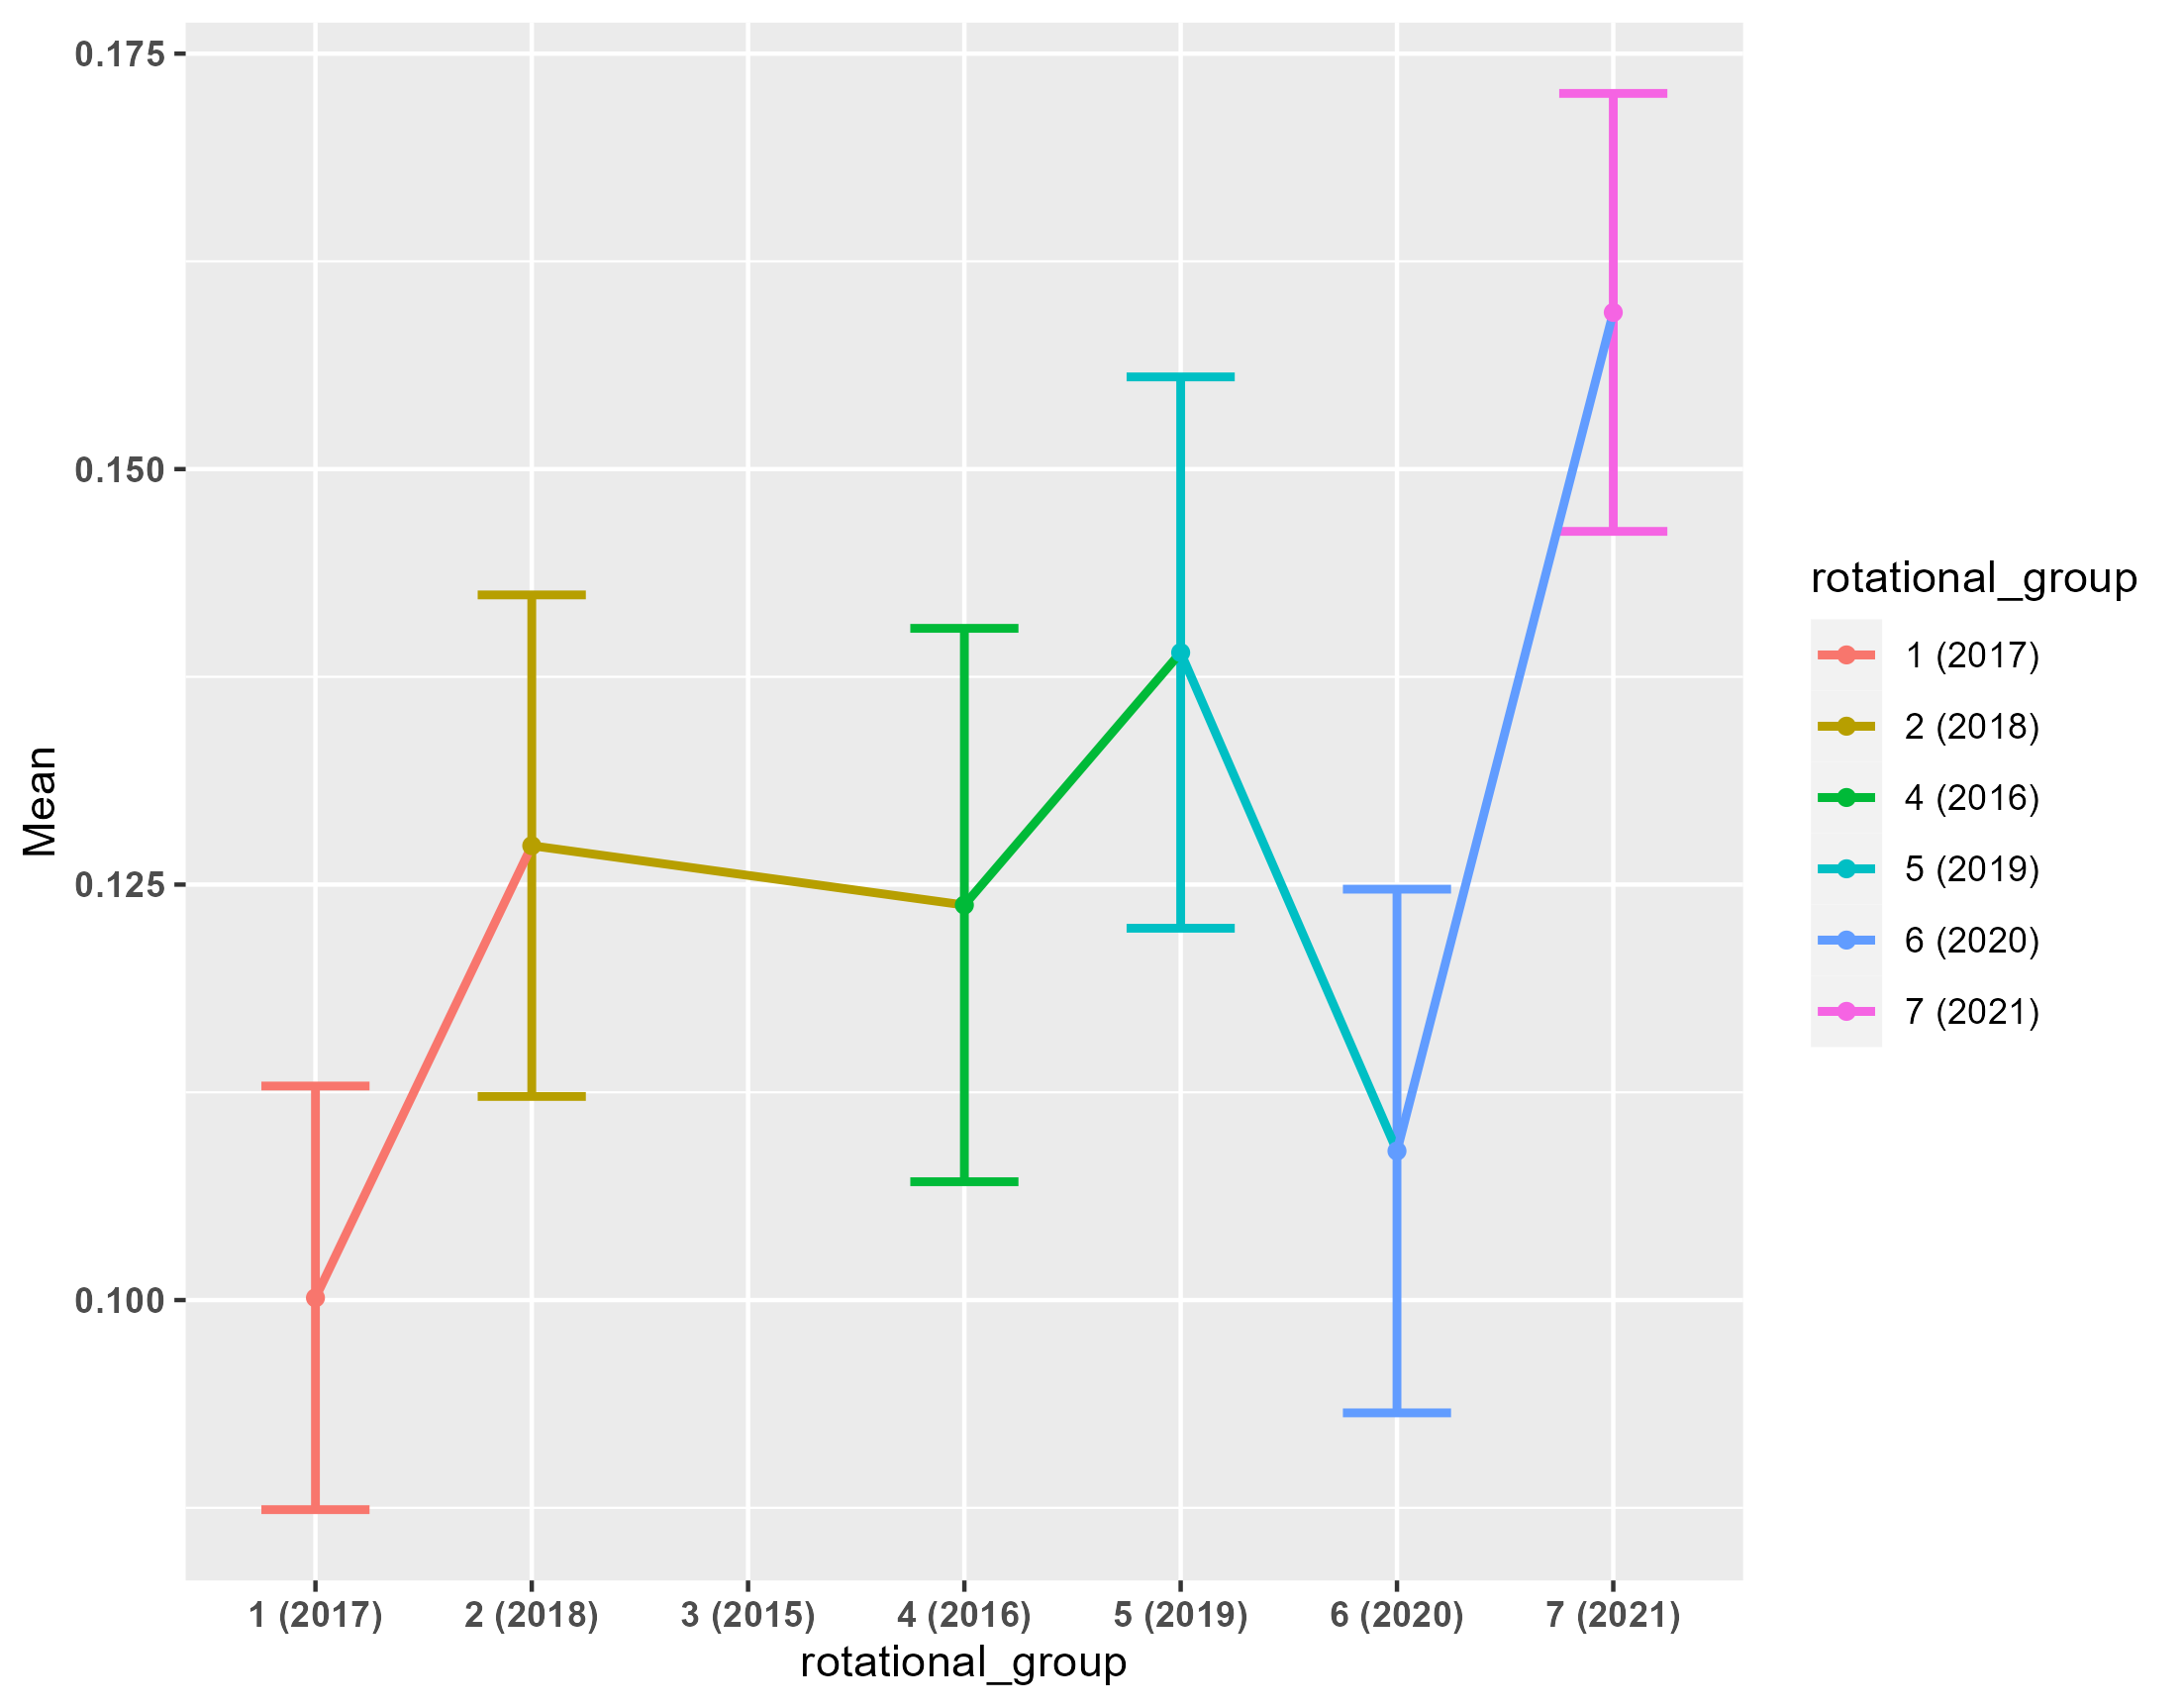 0.175
0.150
0.125
0.100
Mean
1 (2017) 2 (2018) 3 (2015) 4 (2016) 5 (2019) 6 (2020) 7 (2021)
rotational_group
rotational_group
1 (2017)
2 (2018)
4 (2016)
5 (2019)
6 (2020)
7 (2021)